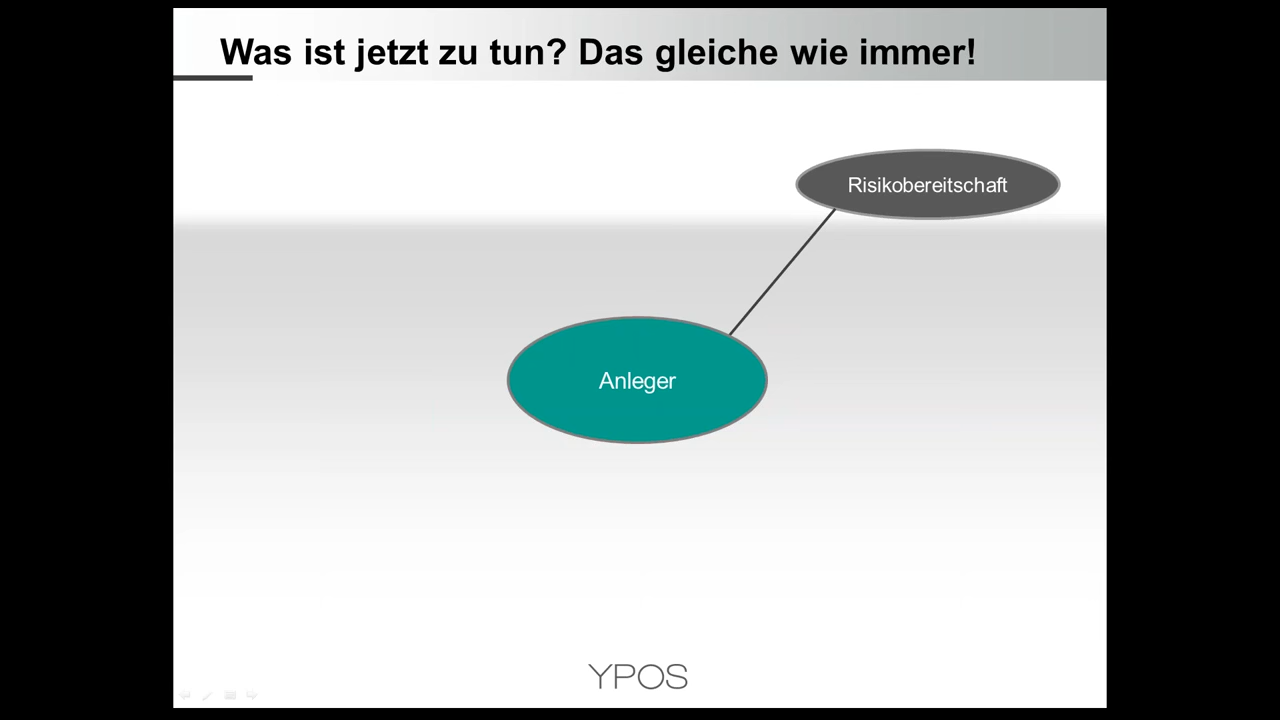 Was ist jetzt zu tun? Das gleiche wie immer!
Risikobereitschaft
Anleger
YPOS